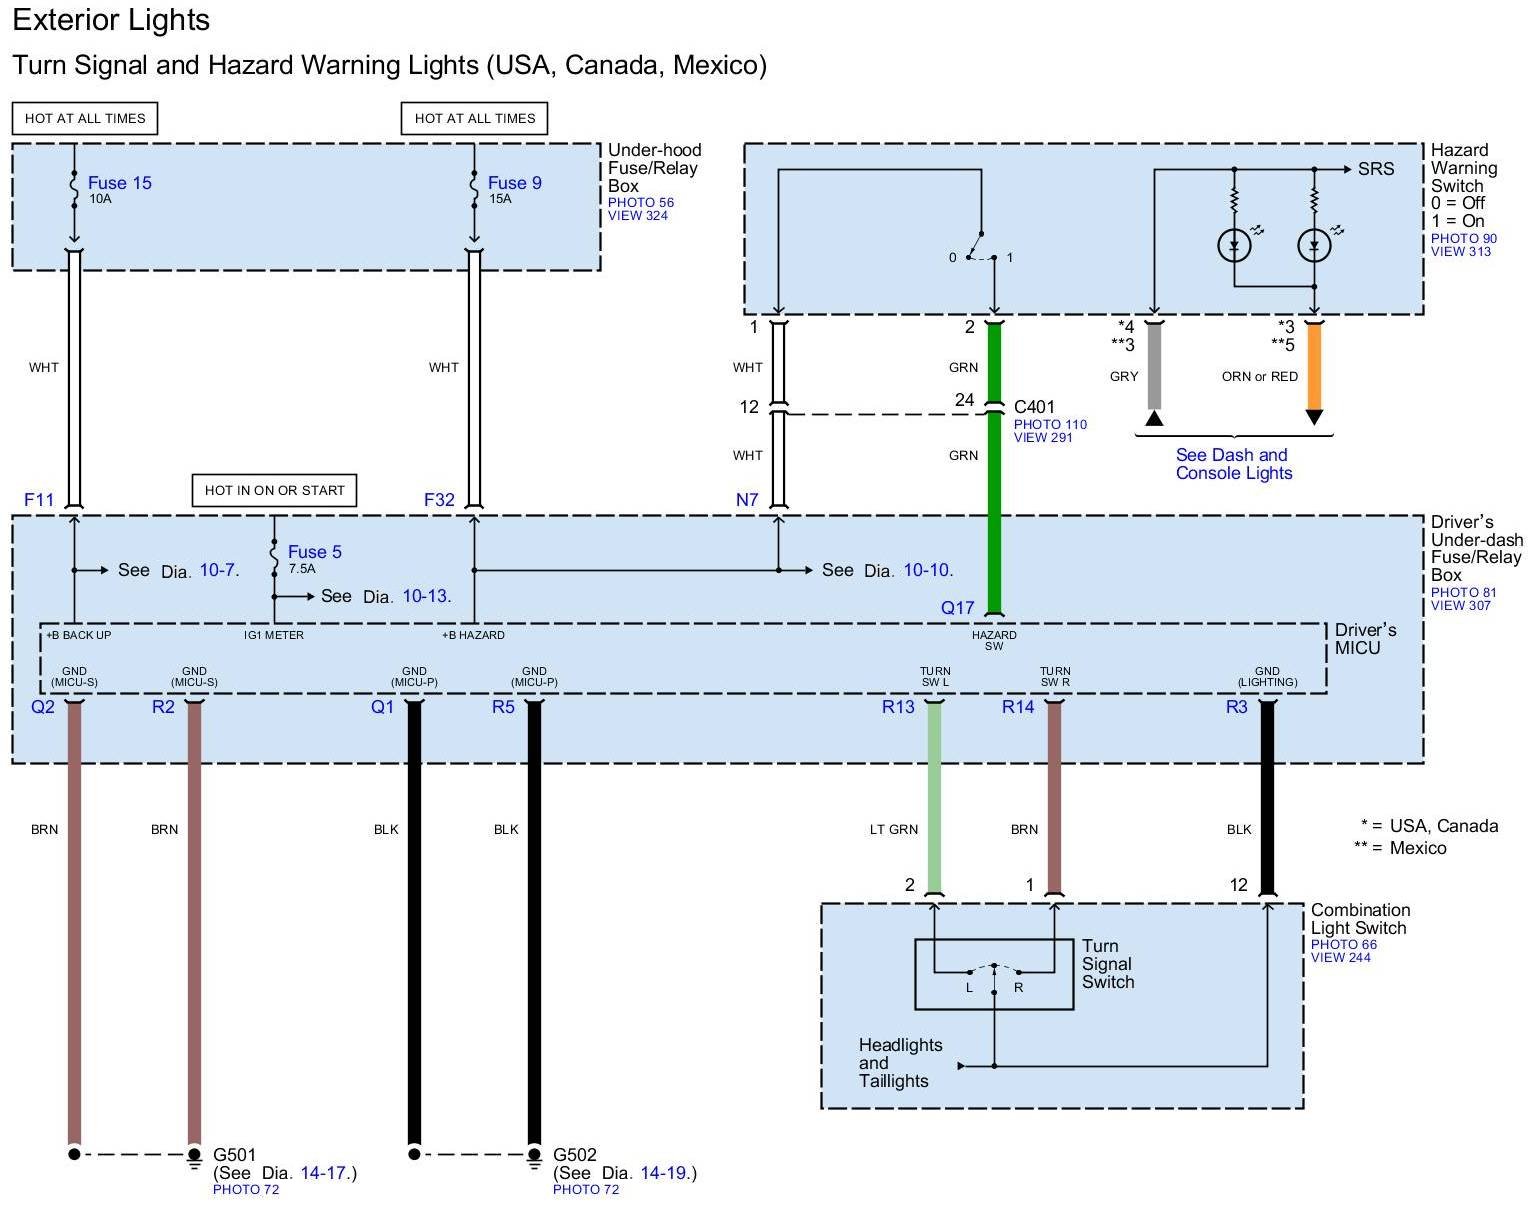 Exterior Lights
Turn Signal and Hazard Warning Lights (USA, Canada, Mexico)
HOT AT ALL TIMES
HOT AT ALL TIMES
Fuse 15
10A
Fuse 9
15A
Under-hood
Fuse/Relay
Box
PHOTO 56
VIEW 324
SRS
0
1
Hazard
Warning
Switch
0 = Off
1 = On
PHOTO 90
VIEW 313
1
2
*4
**3
*3
**5
WHT
WHT
WHT
GRN
GRY
ORN or RED
12
24
C401
PHOTO 110
VIEW 291
WHT
GRN
See Dash and
Console Lights
F11
HOT IN ON OR START
F32
N7
Driver's
Under-dash
Fuse/Relay
Box
PHOTO 81
VIEW 307
Fuse 5
7.5A
See Dia. 10-7.
See Dia. 10-13.
See Dia. 10-10.
Q17
+B BACK UP
IG1 METER
+B HAZARD
HAZARD
SW
Driver's
MICU
GND
(MICU-S)
GND
(MICU-S)
GND
(MICU-P)
GND
(MICU-P)
TURN
SW L
TURN
SW R
GND
(LIGHTING)
Q2
R2
Q1
R5
R13
R14
R3
BRN
BRN
BLK
BLK
LT GRN
BRN
BLK
* = USA, Canada
** = Mexico
2
1
12
Combination
Light Switch
PHOTO 66
VIEW 244
Turn
Signal
Switch
L
R
Headlights
and
Taillights
G501
(See Dia. 14-17.)
PHOTO 72
G502
(See Dia. 14-19.)
PHOTO 72